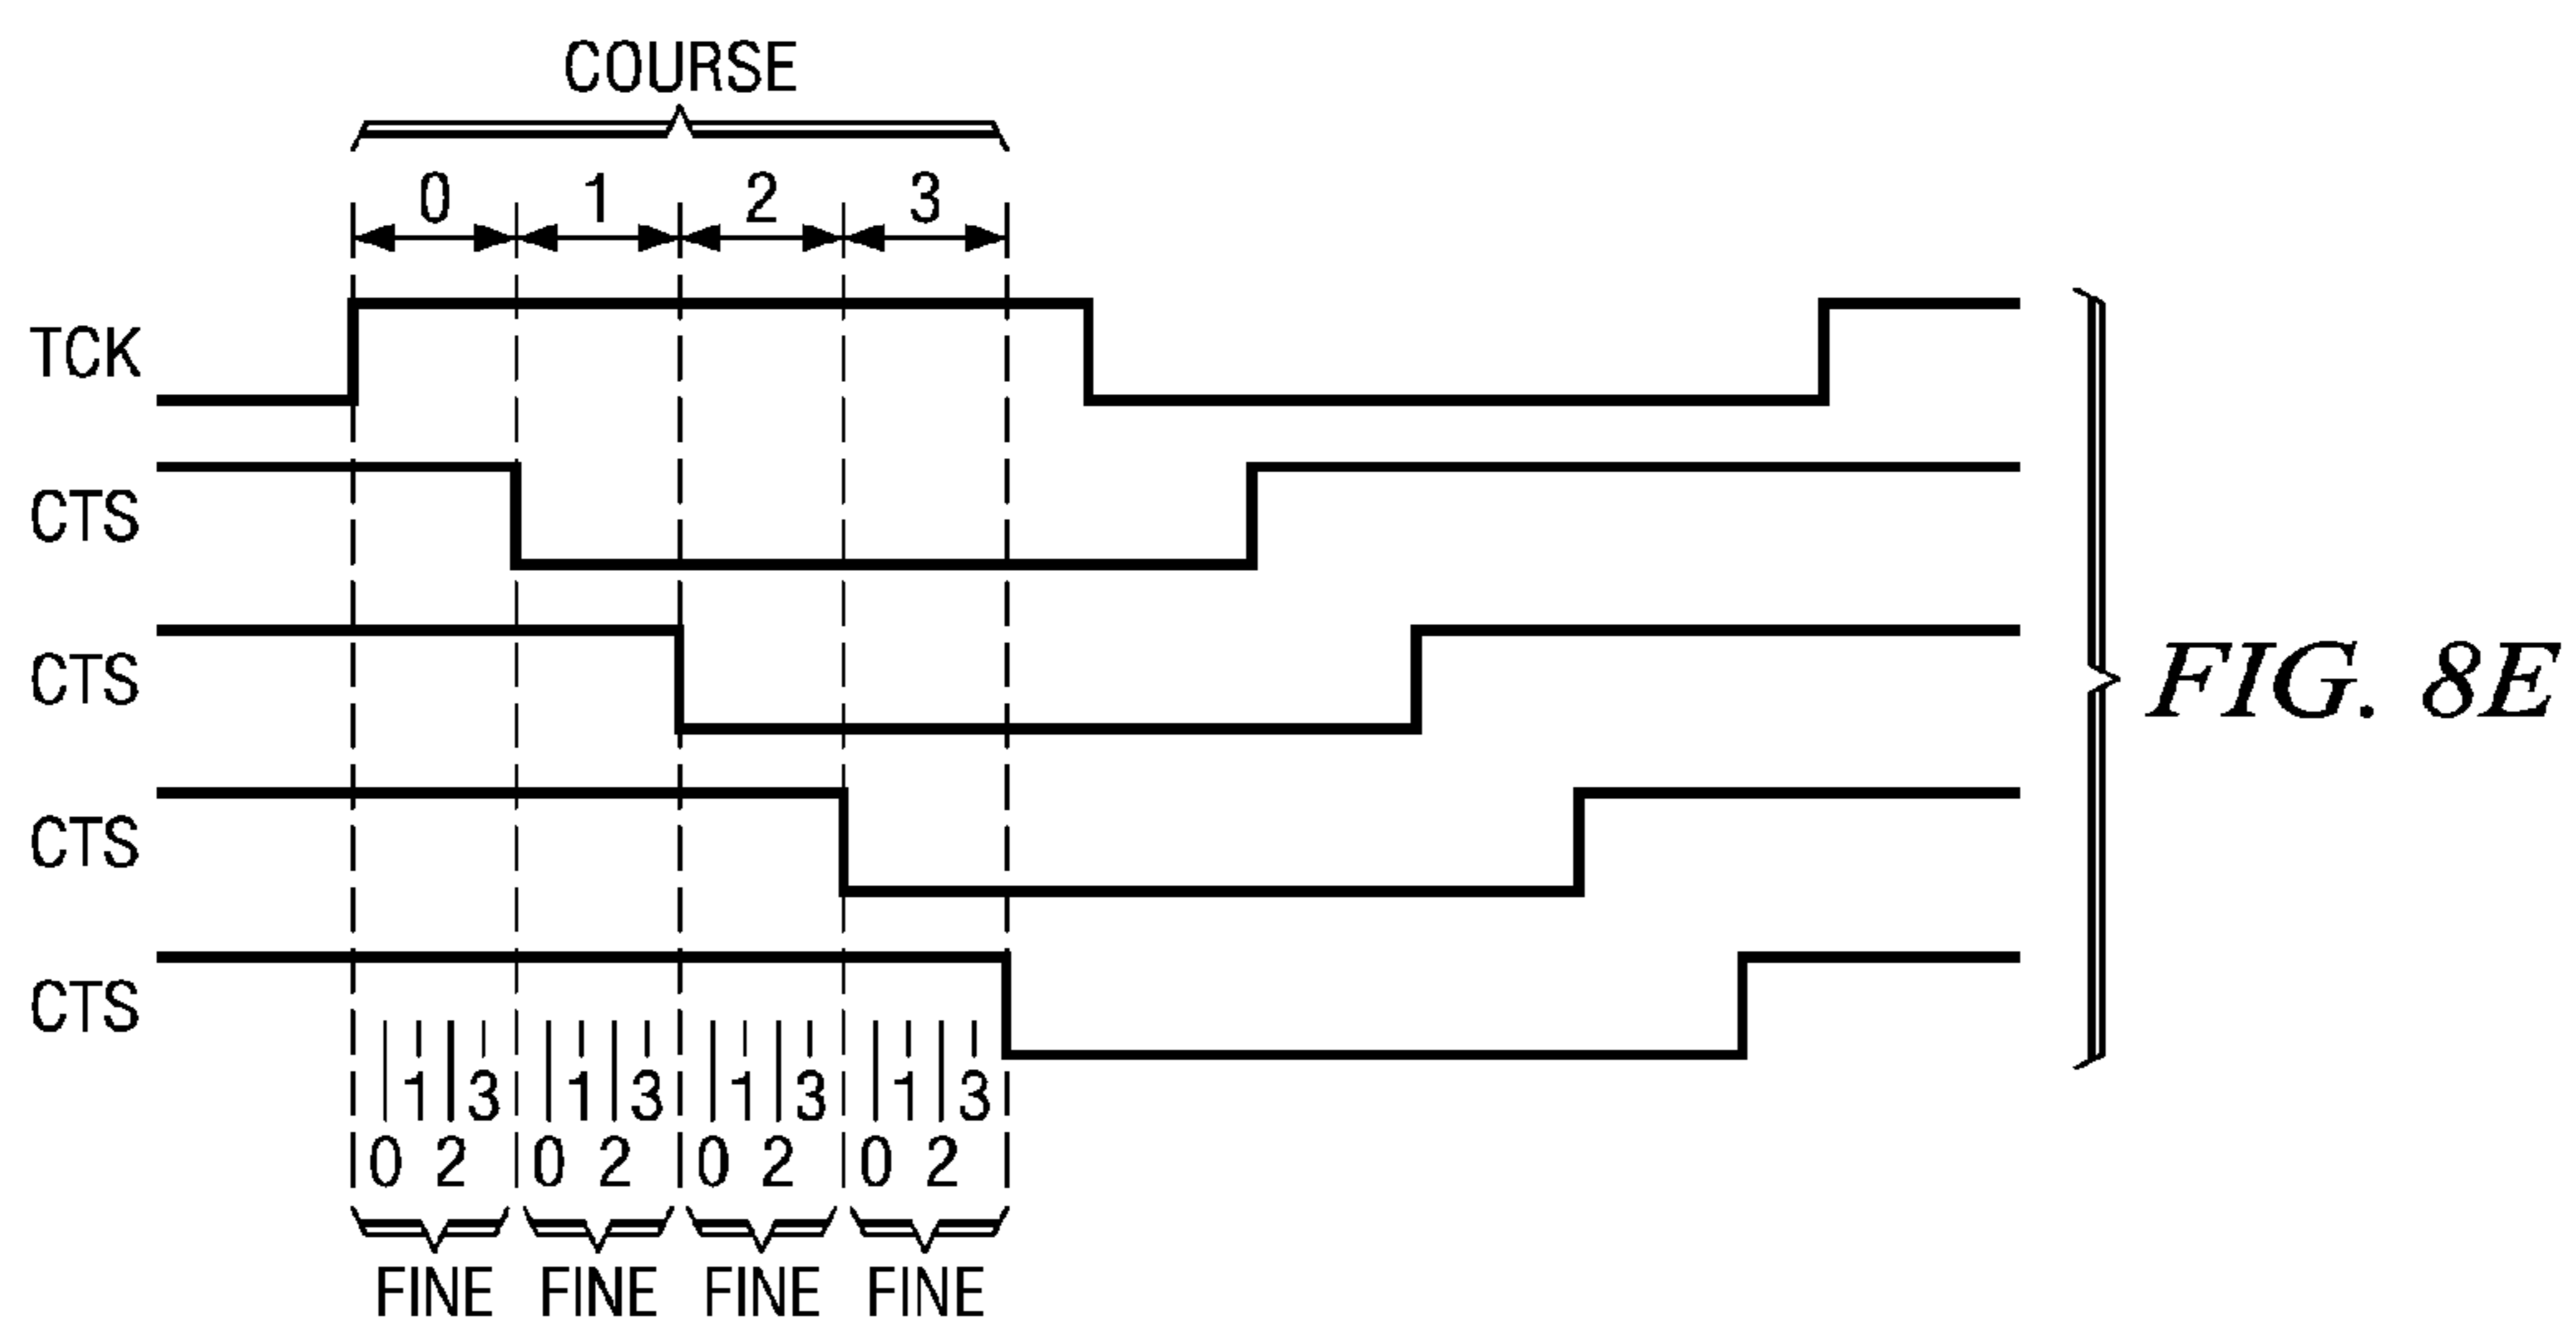 COURSE
0 1 2 3
TCK
CTS
CTS
FIG. 8E
CTS
CTS
1 3 1 3 1 3 1 3
0 2 0 2 0 2 0 2
FINE FINE FINE FINE